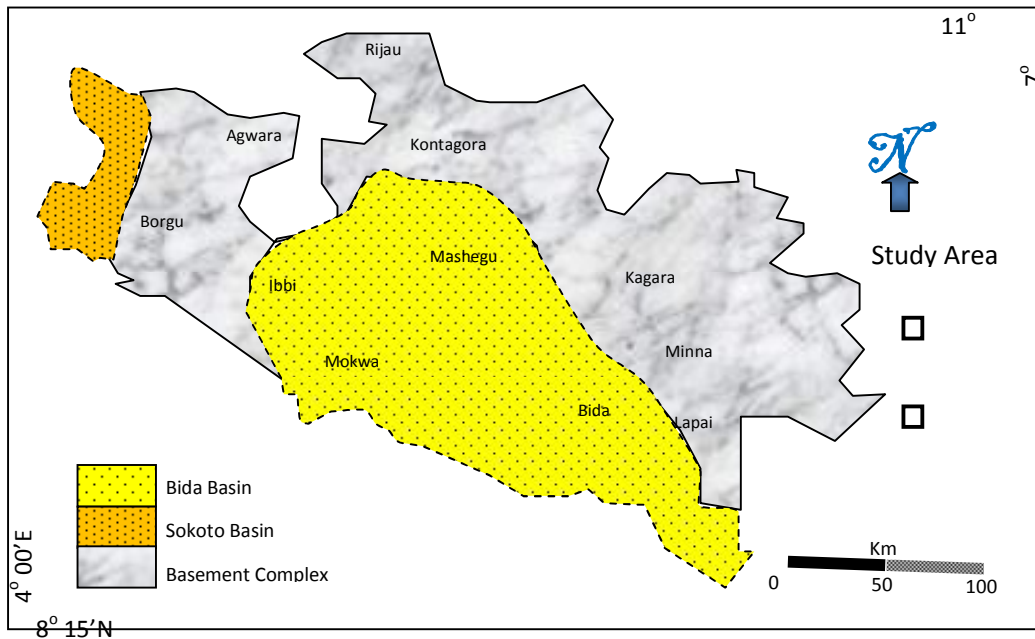 11°
7°
Rijau
Agwara
Kontagora
N
Borgu
Mashegu
Study Area
Ibbi
Kagara
Mokwa
Minna
Bida
Lapai
Bida Basin
Sokoto Basin
Basement Complex
Km
0 50 100
4° 00'E
8° 15'N